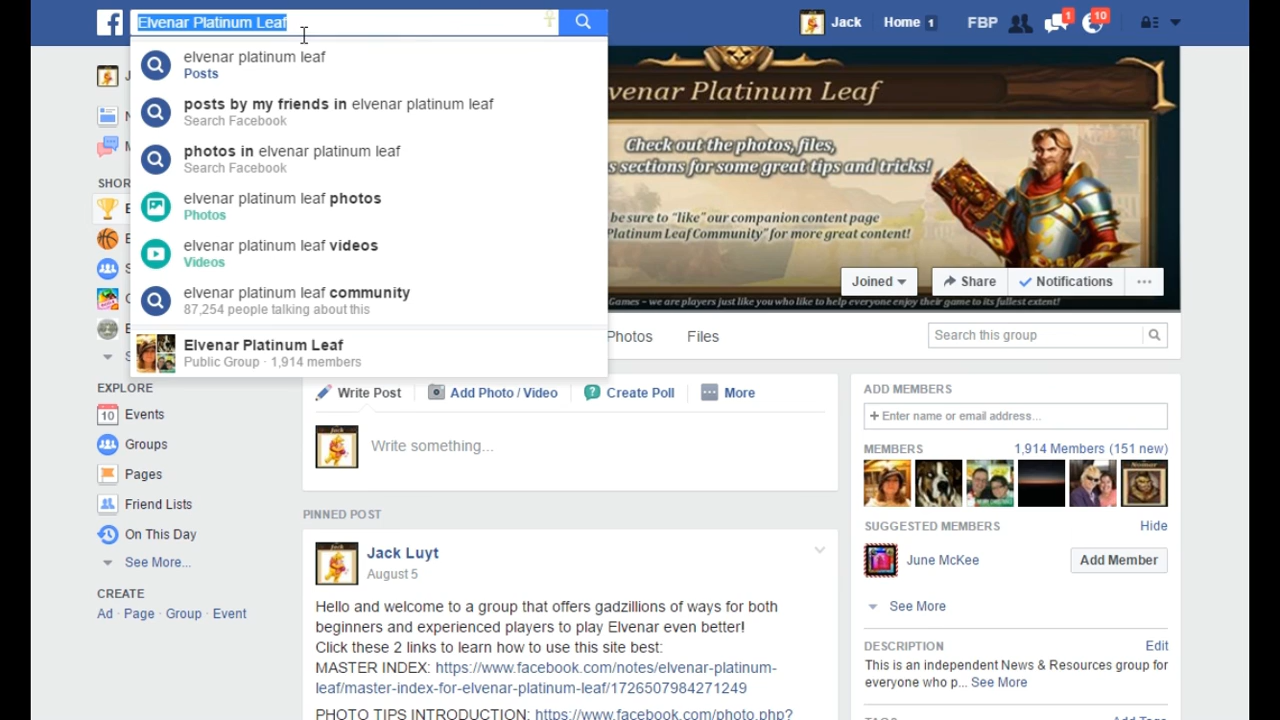 Elvenar Platinum Leaf
Jack
Home 1
FBP
1
10
elvenar platinum leaf
Posts
posts by my friends in elvenar platinum leaf
Search Facebook
photos in elvenar platinum leaf
Search Facebook
elvenar platinum leaf photos
Photos
elvenar platinum leaf videos
Videos
elvenar platinum leaf community
87,254 people talking about this
Elvenar Platinum Leaf
Public Group · 1,914 members
venar Platinum Leaf
Check out the photos, files,
s sections for some great tips and tricks!
be sure to "like" our companion content page
Platinum Leaf Community" for more great content!
Joined
Share
Notifications
Games - we are players just like you who like to help everyone enjoy their game to its fullest extent!
Photos
Files
Search this group
SHOR
EXPLORE
10 Events
Groups
Pages
Friend Lists
On This Day
See More...
CREATE
Ad · Page · Group · Event
Write Post
Add Photo / Video
Create Poll
More
Write something...
PINNED POST
Jack Luyt
August 5
Hello and welcome to a group that offers gadzillions of ways for both
beginners and experienced players to play Elvenar even better!
Click these 2 links to learn how to use this site best:
MASTER INDEX: https://www.facebook.com/notes/elvenar-platinum-
leaf/master-index-for-elvenar-platinum-leaf/1726507984271249
PHOTO TIPS INTRODUCTION: https://www.facebook.com/photo.php?
ADD MEMBERS
+ Enter name or email address...
MEMBERS
1,914 Members (151 new)
SUGGESTED MEMBERS
Hide
June McKee
Add Member
See More
DESCRIPTION
Edit
This is an independent News & Resources group for
everyone who p... See More